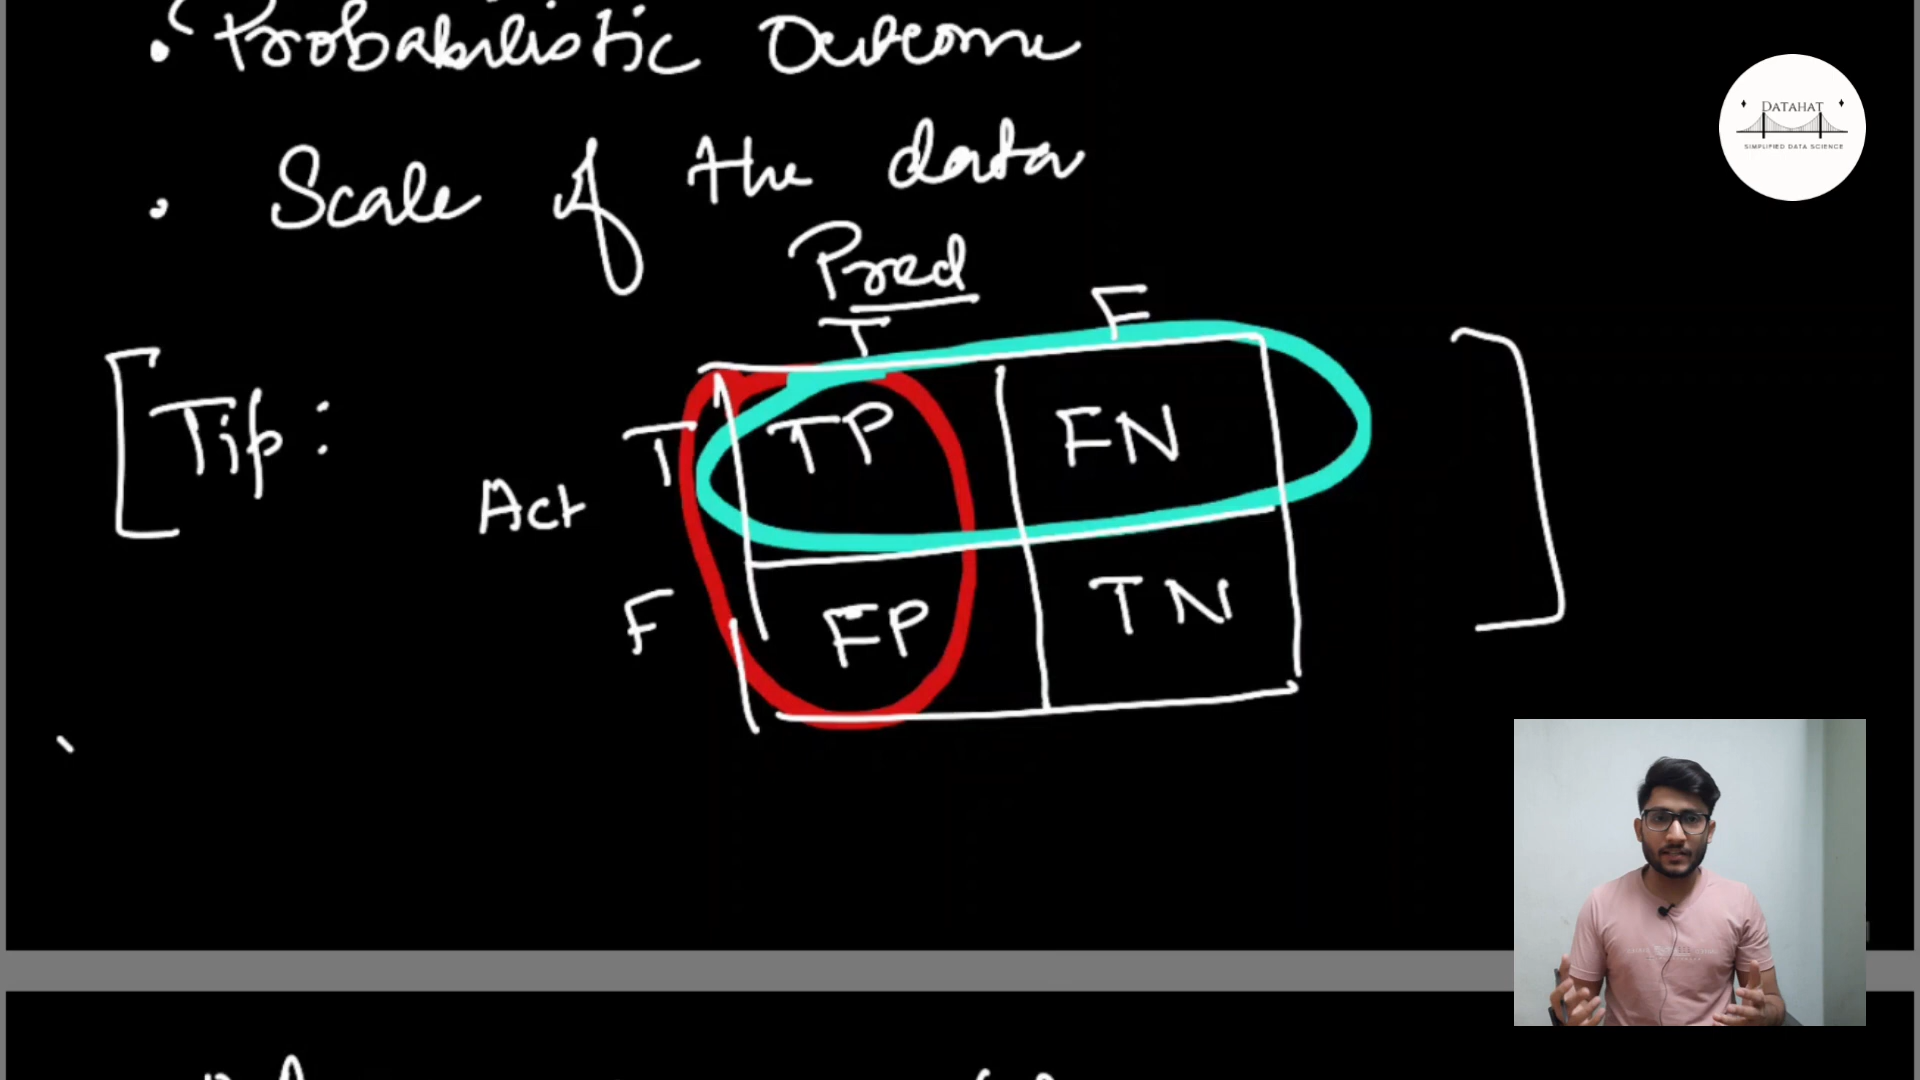 • Probabilistic Outcome
• Scale of the data
Pred
T F
[Tip: ]
T TP FN
Act
F FP TN
DATAHAT
SIMPLIFIED DATA SCIENCE